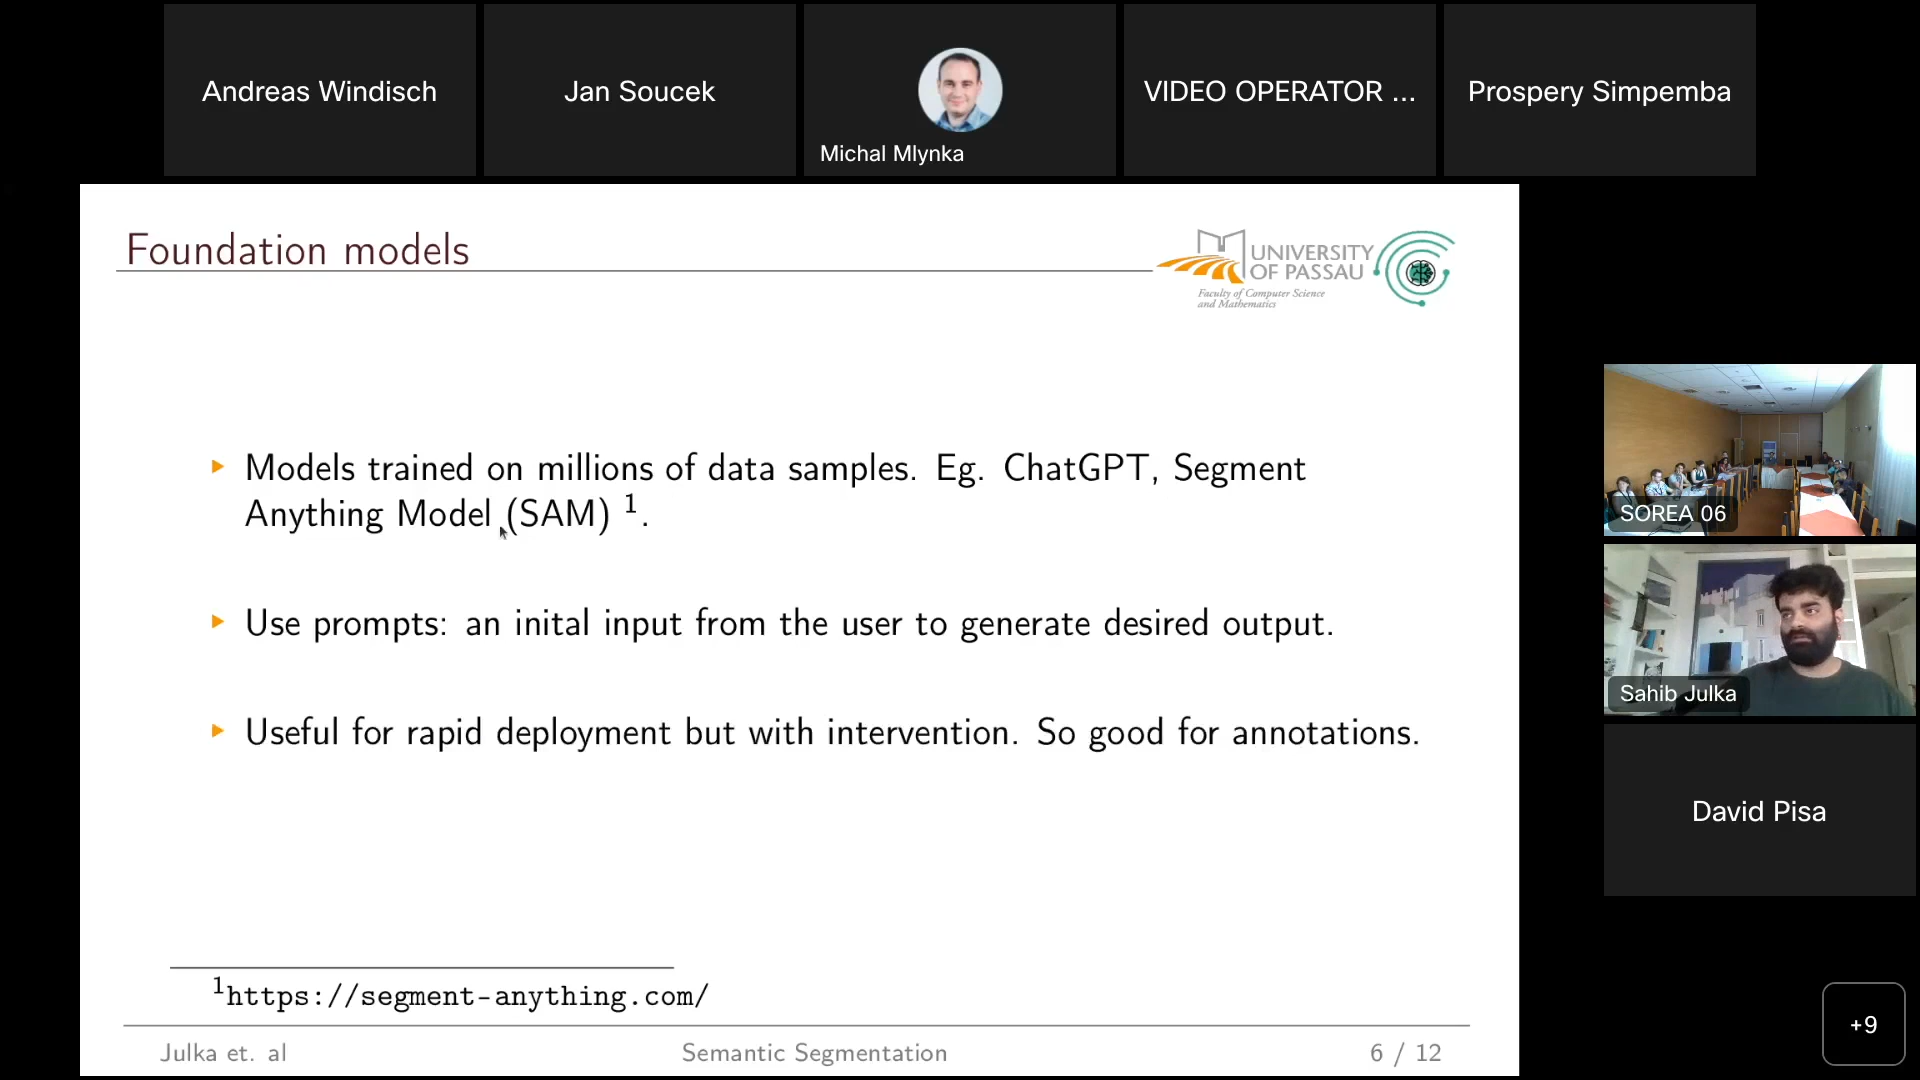 Andreas Windisch
Jan Soucek
Michal Mlynka
VIDEO OPERATOR ...
Prospery Simpemba
Foundation models
UNIVERSITY
OF PASSAU
Faculty of Computer Science
and Mathematics
Models trained on millions of data samples. Eg. ChatGPT, Segment
Anything Model (SAM) 1.
Use prompts: an inital input from the user to generate desired output.
Useful for rapid deployment but with intervention. So good for annotations.
1https://segment-anything.com/
Julka et. al
Semantic Segmentation
6 / 12
SOREA 06
Sahib Julka
David Pisa
+9